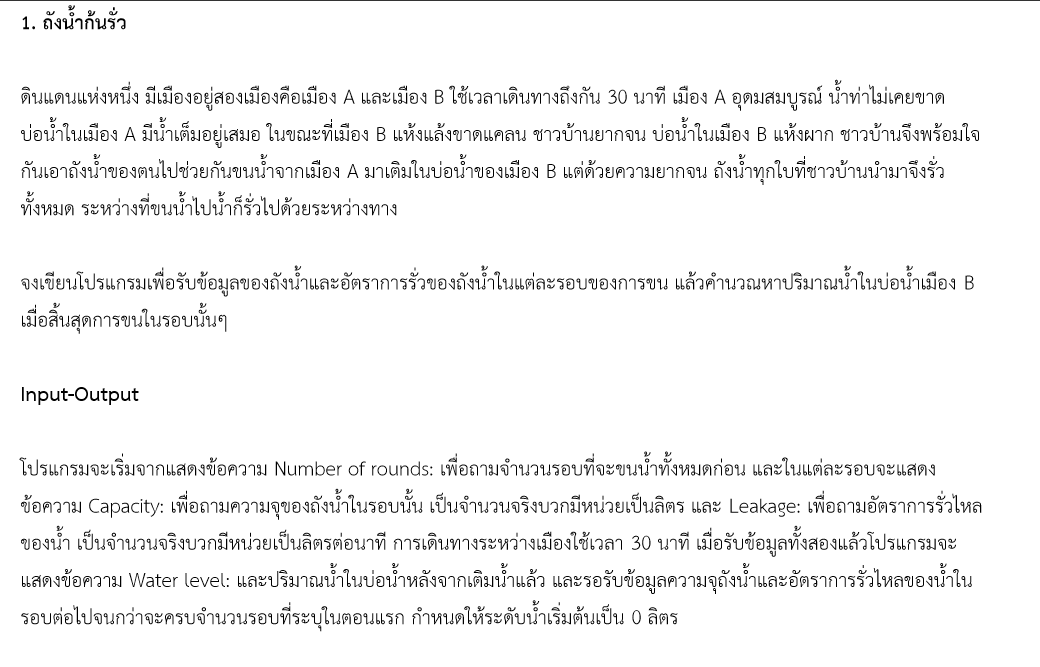 1. ถังน้ำก้นรั่ว
ดินแดนแห่งหนึ่ง มีเมืองอยู่สองเมืองคือเมือง A และเมือง B ใช้เวลาเดินทางถึงกัน 30 นาที เมือง A อุดมสมบูรณ์ น้ำท่าไม่เคยขาด
บ่อน้ำในเมือง A มีน้ำเต็มอยู่เสมอ ในขณะที่เมือง B แห้งแล้งขาดแคลน ชาวบ้านยากจน บ่อน้ำในเมือง B แห้งผาก ชาวบ้านจึงพร้อมใจ
กันเอาถังน้ำของตนไปช่วยกันขนน้ำจากเมือง A มาเติมในบ่อน้ำของเมือง B แต่ด้วยความยากจน ถังน้ำทุกใบที่ชาวบ้านนำมาจึงรั่ว
ทั้งหมด ระหว่างที่ขนน้ำไปน้ำก็รั่วไปด้วยระหว่างทาง
จงเขียนโปรแกรมเพื่อรับข้อมูลของถังน้ำและอัตราการรั่วของถังน้ำในแต่ละรอบของการขน แล้วคำนวณหาปริมาณน้ำในบ่อน้ำเมือง B
เมื่อสิ้นสุดการขนในรอบนั้นๆ
Input-Output
โปรแกรมจะเริ่มจากแสดงข้อความ Number of rounds: เพื่อถามจำนวนรอบที่จะขนน้ำทั้งหมดก่อน และในแต่ละรอบจะแสดง
ข้อความ Capacity: เพื่อถามความจุของถังน้ำในรอบนั้น เป็นจำนวนจริงบวกมีหน่วยเป็นลิตร และ Leakage: เพื่อถามอัตราการรั่วไหล
ของน้ำ เป็นจำนวนจริงบวกมีหน่วยเป็นลิตรต่อนาที การเดินทางระหว่างเมืองใช้เวลา 30 นาที เมื่อรับข้อมูลทั้งสองแล้วโปรแกรมจะ
แสดงข้อความ Water level: และปริมาณน้ำในบ่อน้ำหลังจากเติมน้ำแล้ว และรอรับข้อมูลความจุถังน้ำและอัตราการรั่วไหลของน้ำใน
รอบต่อไปจนกว่าจะครบจำนวนรอบที่ระบุในตอนแรก กำหนดให้ระดับน้ำเริ่มต้นเป็น 0 ลิตร